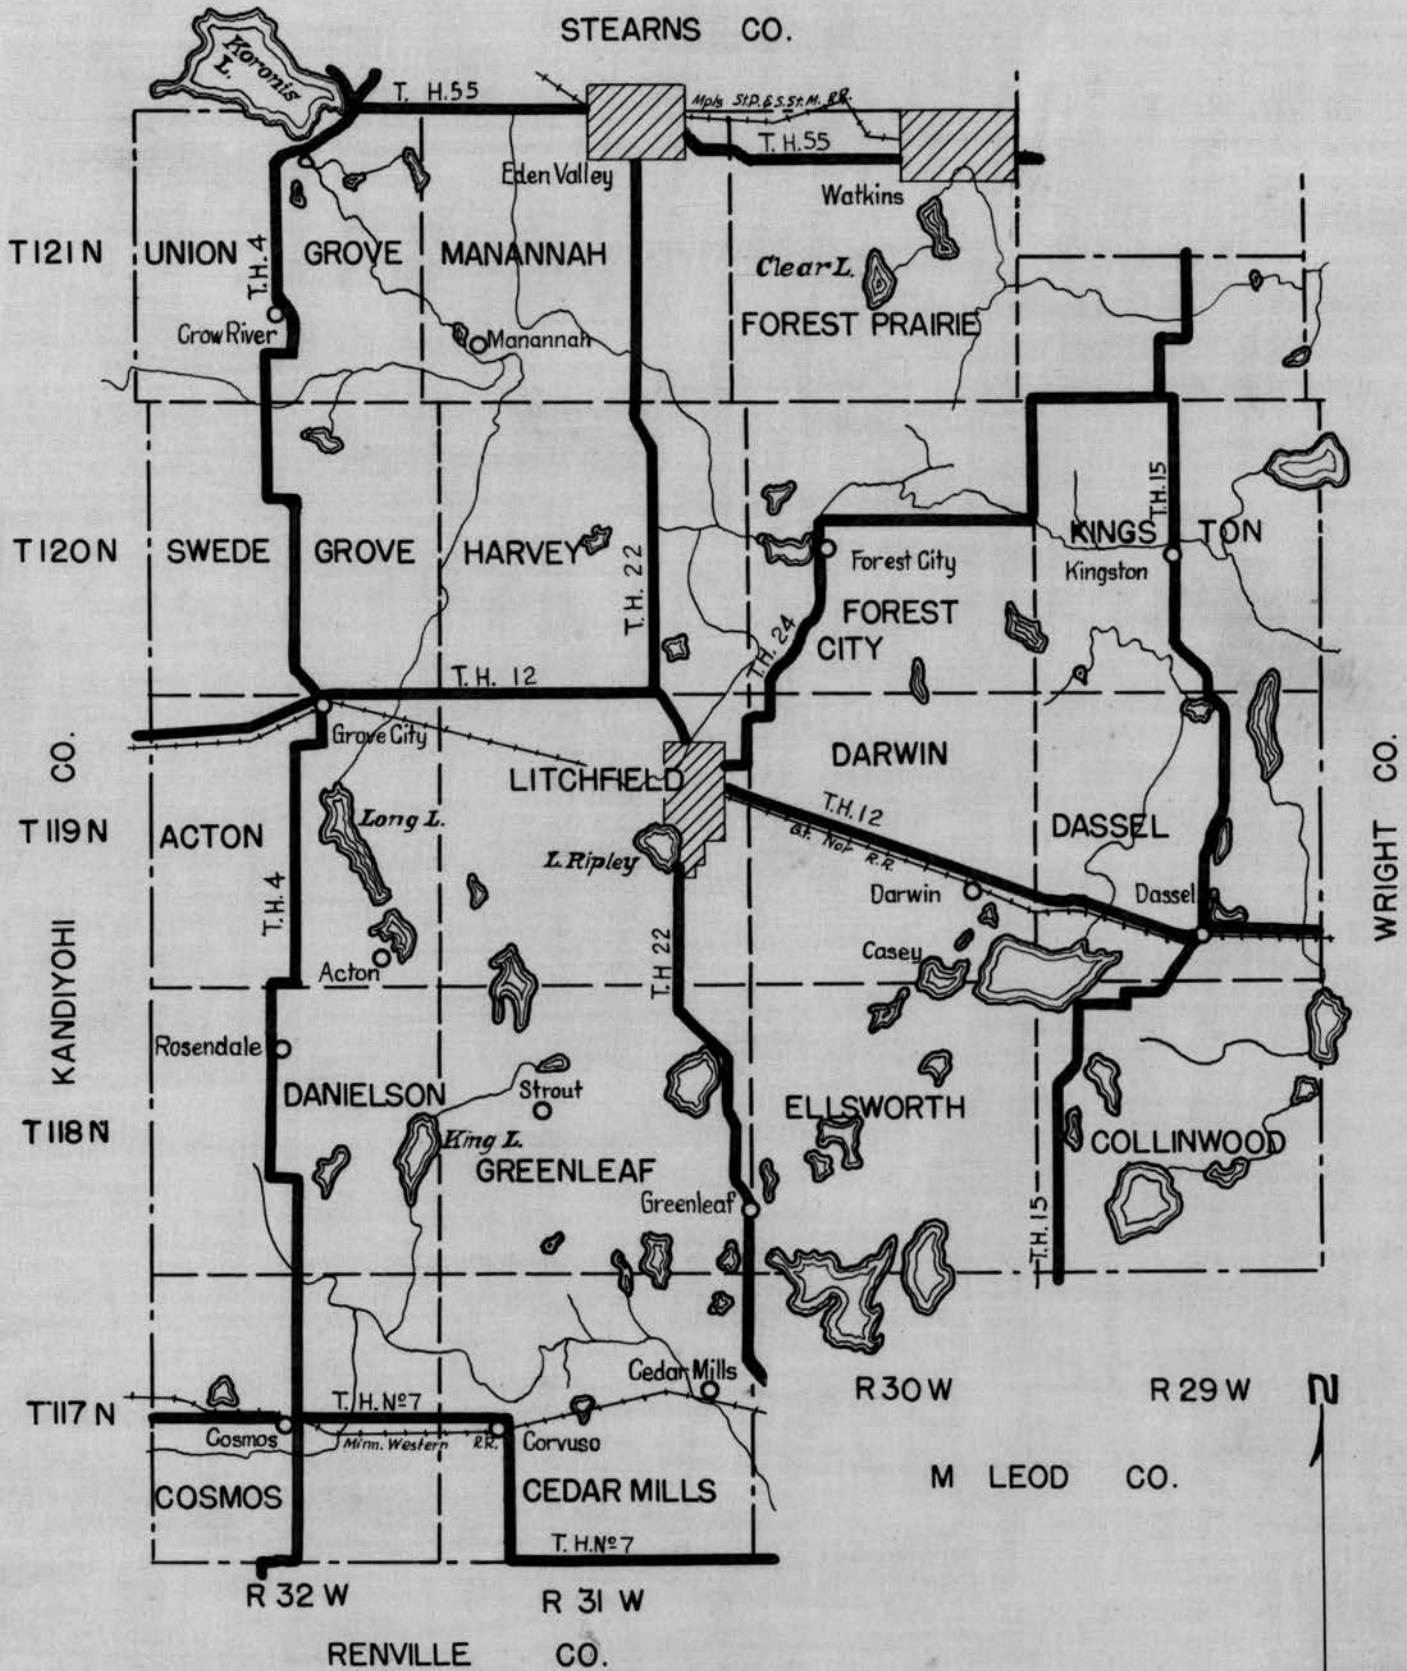 STEARNS CO.
Koronis
L.
T. H. 55
Mpls St.P. & S.St.M. RR.
T. H. 55
Eden Valley
Watkins
T121N
UNION GROVE
T.H. 4
MANANNAH
Clear L.
FOREST PRAIRIE
Crow River
Manannah
T120N
SWEDE GROVE
HARVEY
T. H. 22
Forest City
FOREST
CITY
T.H. 24
T.H. 15
KINGSTON
Kingston
T. H. 12
Grove City
LITCHFIELD
DARWIN
T119N
ACTON
Long L.
L. Ripley
T.H. 12
Gt. Nor R.R.
DASSEL
T.H. 4
T.H 22
Darwin
Dassel
Casey
Acton
KANDIYOHI CO.
WRIGHT CO.
Rosendale
DANIELSON
Strout
ELLSWORTH
T118N
King L.
GREENLEAF
COLLINWOOD
Greenleaf
T.H. 15
Cedar Mills
R 30 W
R 29 W
N
T117N
T. H. Nº 7
Cosmos
Minn. Western R.R.
Corvuso
M LEOD CO.
COSMOS
CEDAR MILLS
T. H. Nº 7
R 32 W
R 31 W
RENVILLE CO.